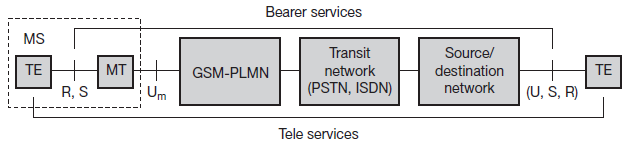 Bearer services
MS
TE
MT
R, S
Um
GSM-PLMN
Transit
network
(PSTN, ISDN)
Source/
destination
network
(U, S, R)
TE
Tele services